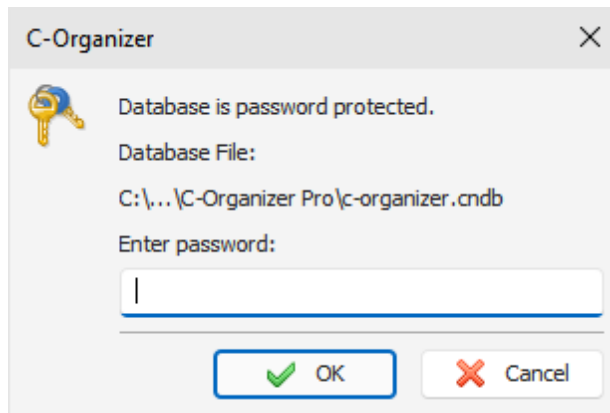 C-Organizer
Database is password protected.
Database File:
C:\...\C-Organizer Pro\c-organizer.cndb
Enter password:
OK Cancel